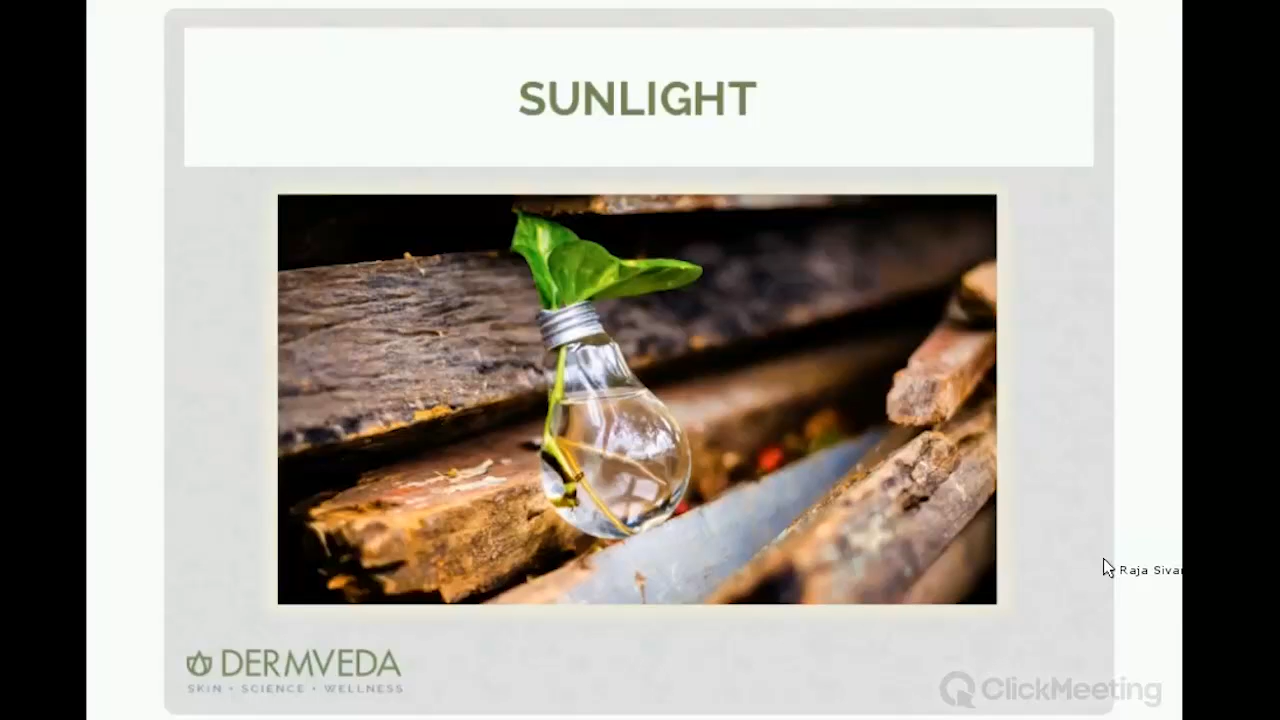 SUNLIGHT
Raja Sivar
DERMVEDA
SKIN • SCIENCE • WELLNESS
ClickMeeting